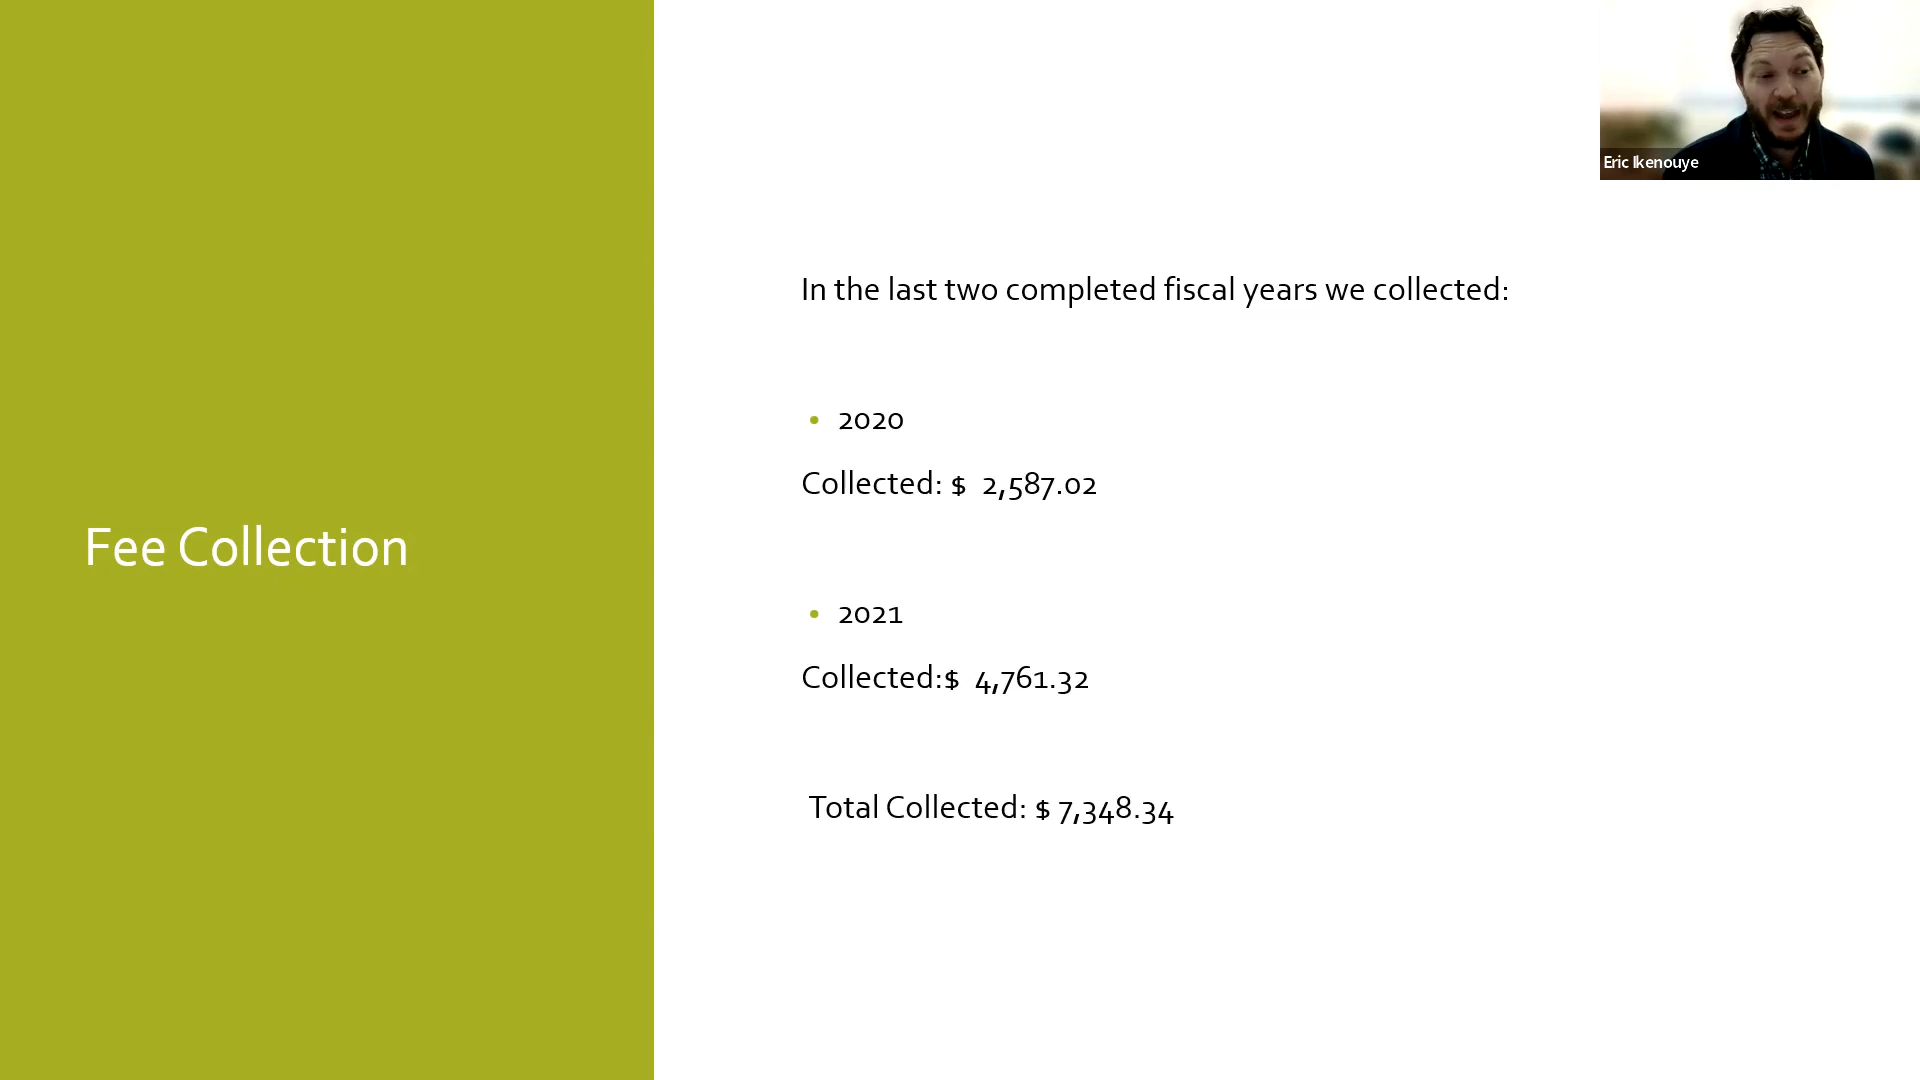 Eric Ikenouye
In the last two completed fiscal years we collected:
• 2020
Collected: $ 2,587.02
Fee Collection
• 2021
Collected:$ 4,761.32
Total Collected: $ 7,348.34